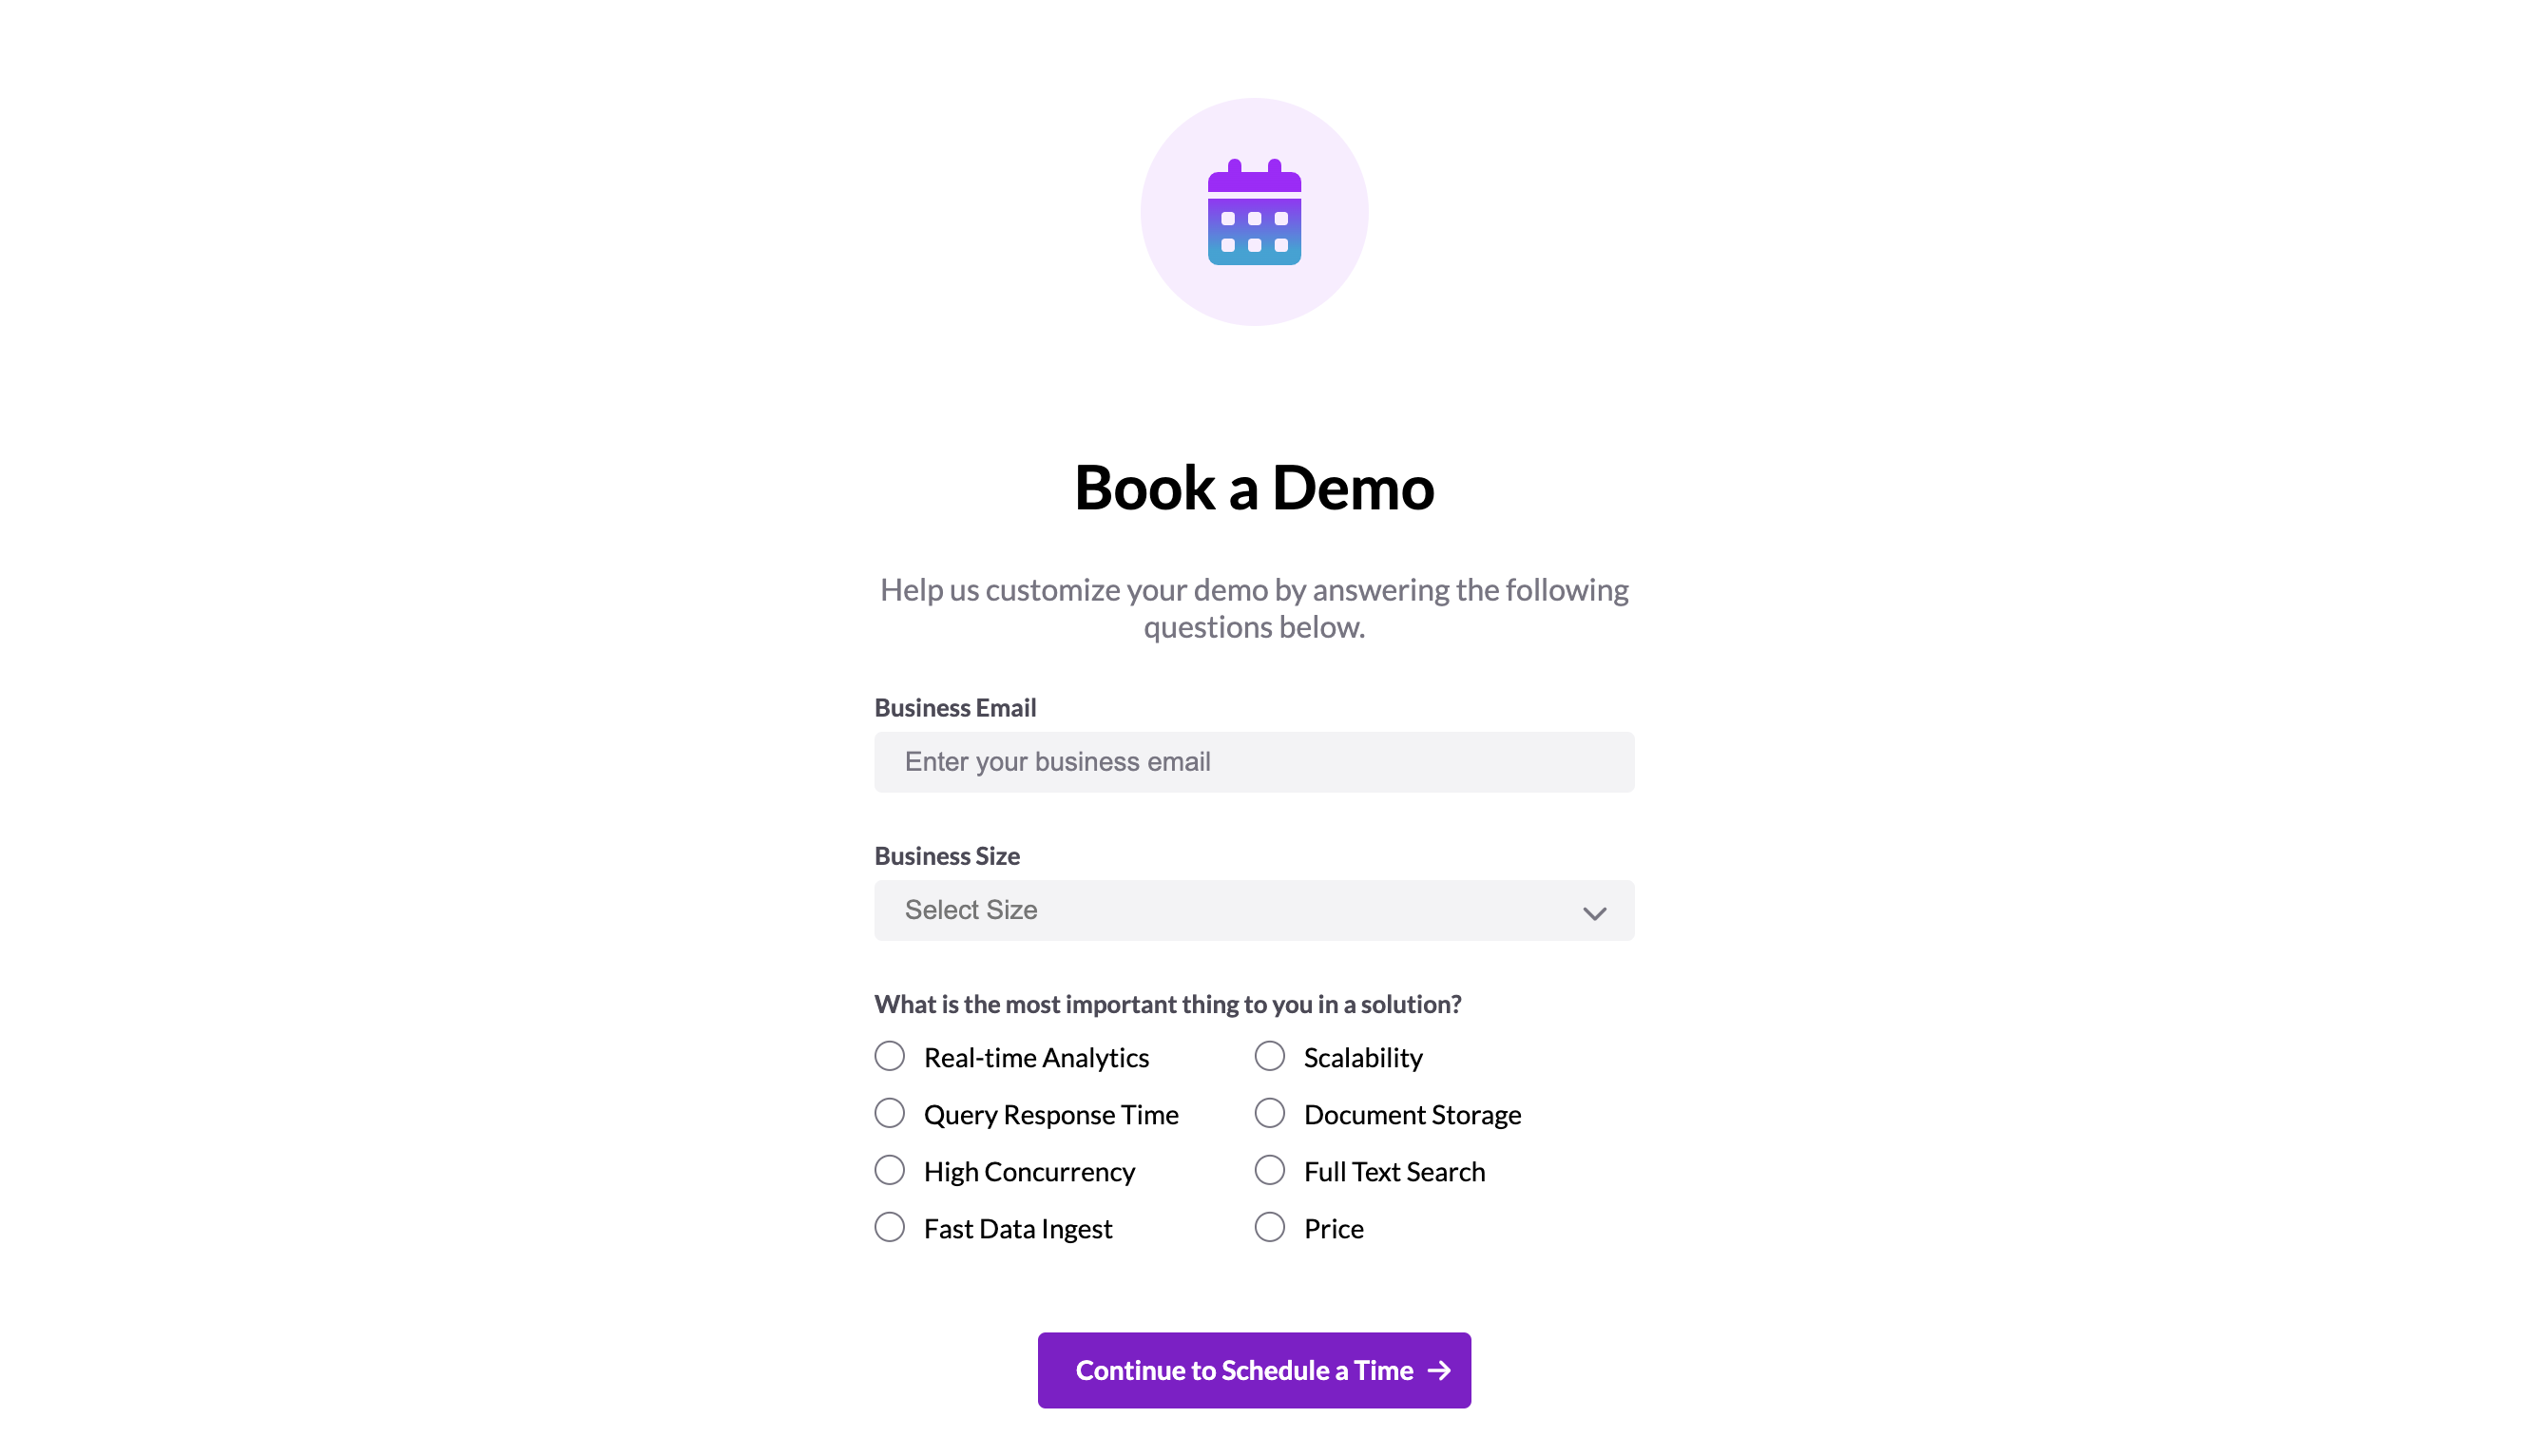 Book a Demo
Help us customize your demo by answering the following
questions below.
Business Email
Enter your business email
Business Size
Select Size
What is the most important thing to you in a solution?
Real-time Analytics
Scalability
Query Response Time
Document Storage
High Concurrency
Full Text Search
Fast Data Ingest
Price
Continue to Schedule a Time →